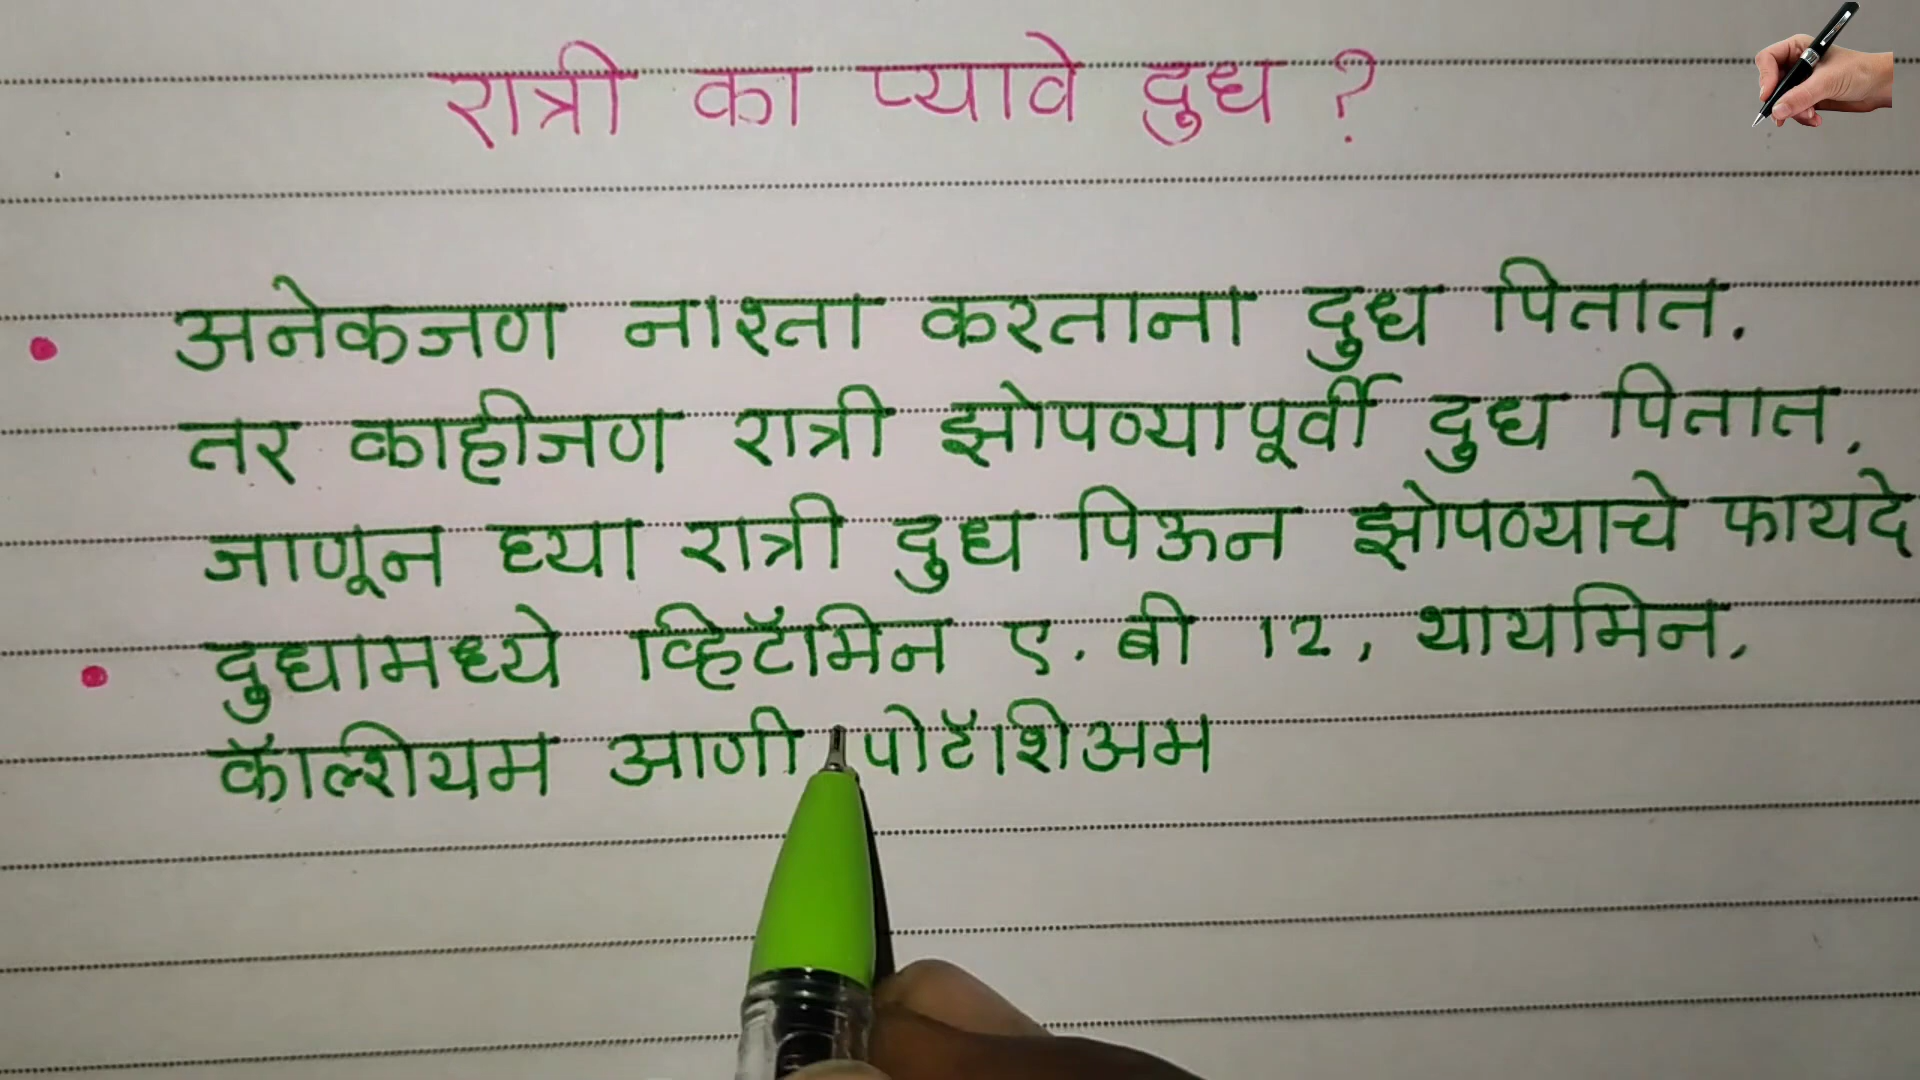 रात्री का प्यावे दुध ?
• अनेकजण नाश्ता करताना दुध पितात.
तर काहीजण रात्री झोपण्यापूर्वी दुध पितात.
जाणून घ्या रात्री दुध पिऊन झोपण्याचे फायदे
• दुधामध्ये व्हिटॅमिन ए. बी 12, थायमिन,
कॅल्शियम आणी पोटॅशिअम